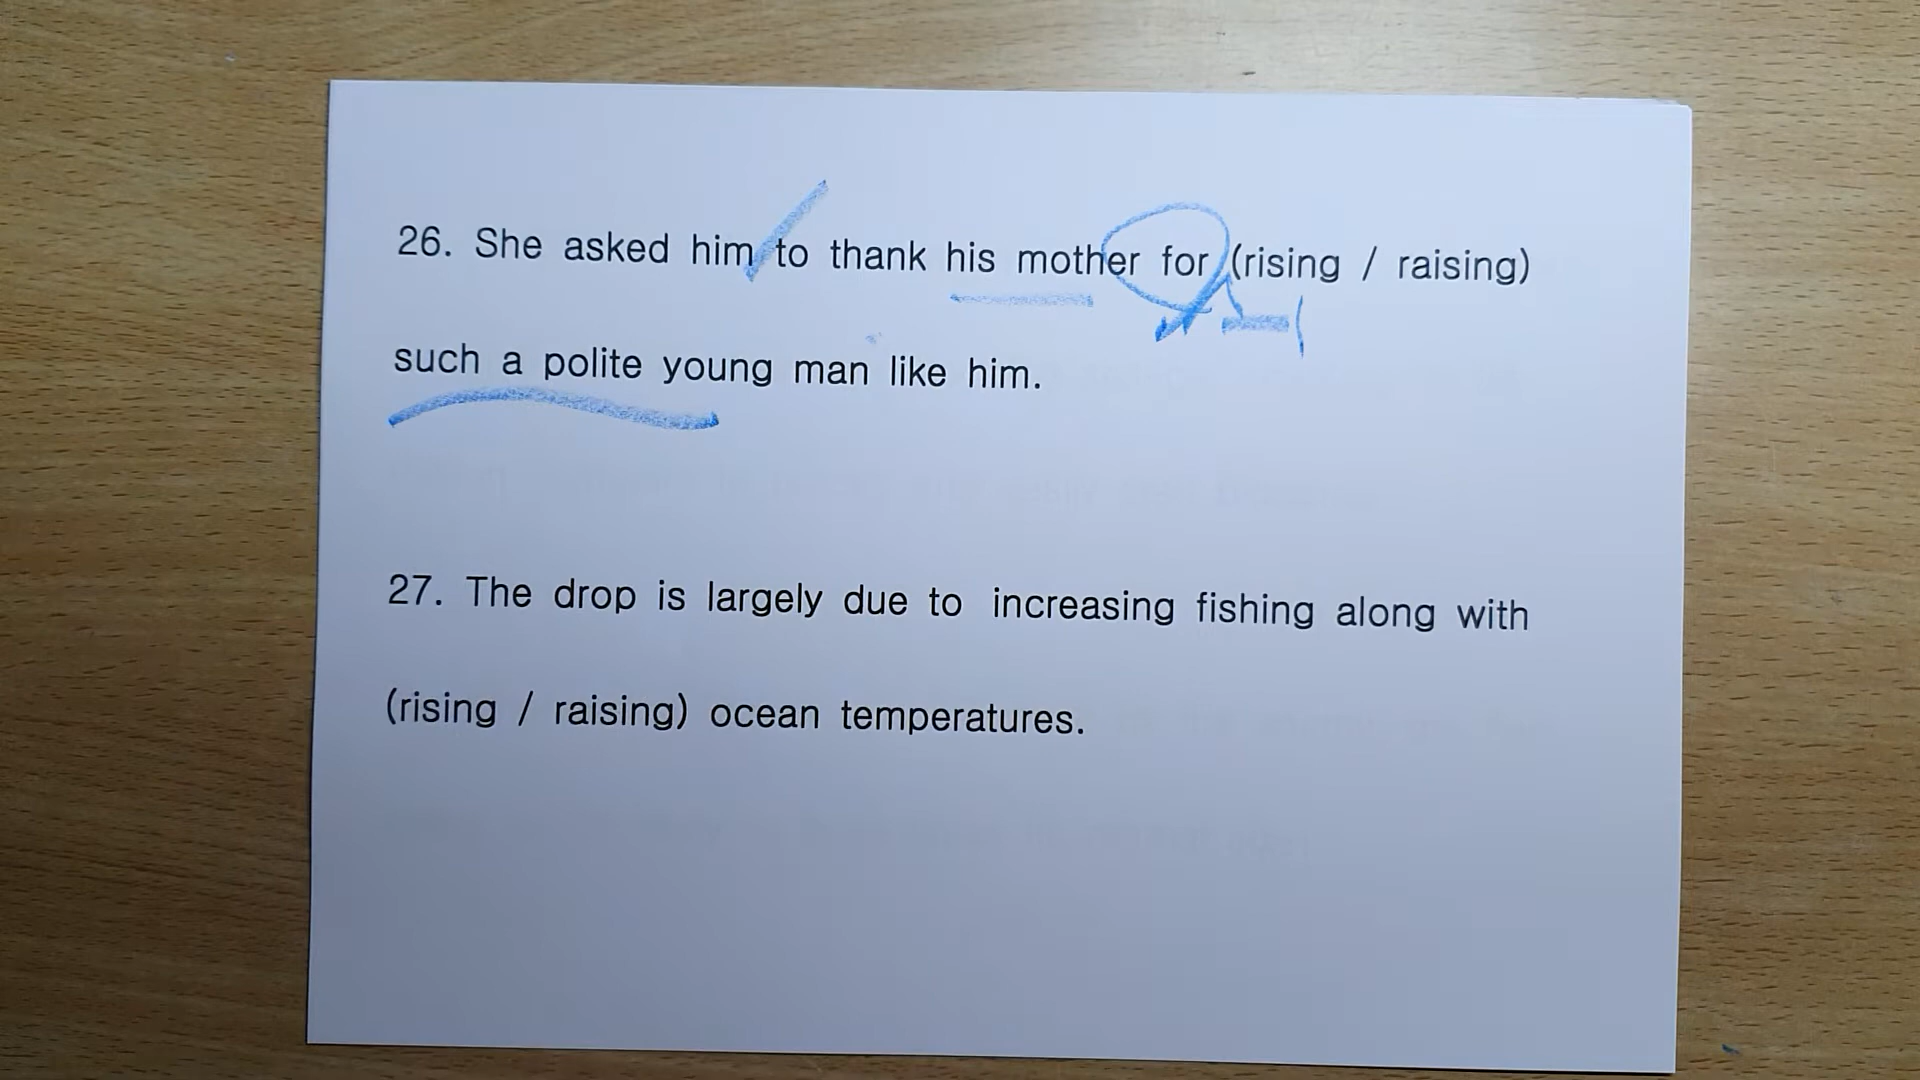 26. She asked him to thank his mother for (rising / raising)
such a polite young man like him.
27. The drop is largely due to increasing fishing along with
(rising / raising) ocean temperatures.